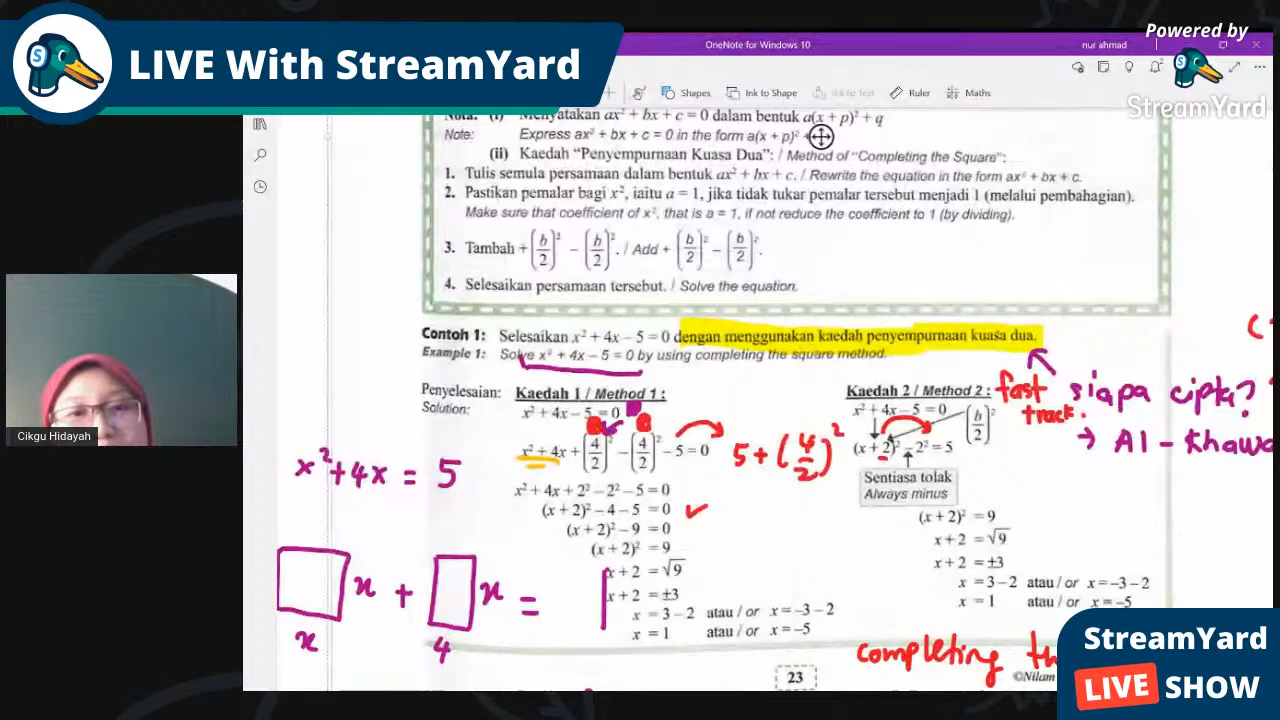 LIVE With StreamYard
OneNote for Windows 10
nur ahmad
Powered by
StreamYard
Shapes
Ink to Shape
Ink to Text
Ruler
Maths
Nota: (i) Menyatakan ax² + bx + c = 0 dalam bentuk a(x + p)² + q
Note: Express ax² + bx + c = 0 in the form a(x + p)²
(ii) Kaedah “Penyempurnaan Kuasa Dua”: / Method of “Completing the Square”:
1. Tulis semula persamaan dalam bentuk ax² + bx + c. / Rewrite the equation in the form ax² + bx + c.
2. Pastikan pemalar bagi x², iaitu a = 1, jika tidak tukar pemalar tersebut menjadi 1 (melalui pembahagian).
Make sure that coefficient of x², that is a = 1, if not reduce the coefficient to 1 (by dividing).
3. Tambah + (b/2)² − (b/2)². / Add + (b/2)² − (b/2)².
4. Selesaikan persamaan tersebut. / Solve the equation.
Contoh 1: Selesaikan x² + 4x − 5 = 0 dengan menggunakan kaedah penyempurnaan kuasa dua.
Example 1: Solve x² + 4x − 5 = 0 by using completing the square method.
Penyelesaian:
Solution:
Kaedah 1 / Method 1 :
x² + 4x − 5 = 0
x² + 4x + (4/2)² − (4/2)² − 5 = 0
x² + 4x + 2² − 2² − 5 = 0
(x + 2)² − 4 − 5 = 0
(x + 2)² − 9 = 0
(x + 2)² = 9
x + 2 = √9
x + 2 = ±3
x = 3 − 2 atau / or x = −3 − 2
x = 1 atau / or x = −5
5 + (4/2)²
Kaedah 2 / Method 2 :
x² + 4x − 5 = 0
(b/2)²
(x + 2)² − 2² = 5
Sentiasa tolak
Always minus
(x + 2)² = 9
x + 2 = √9
x + 2 = ±3
x = 3 − 2 atau / or x = −3 − 2
x = 1 atau / or x = −5
fast
track.
siapa cipta?
→ Al-Khawa
x² + 4x = 5
x + x =
x 4
completing th
23
©Nilam
Cikgu Hidayah
StreamYard
LIVE SHOW